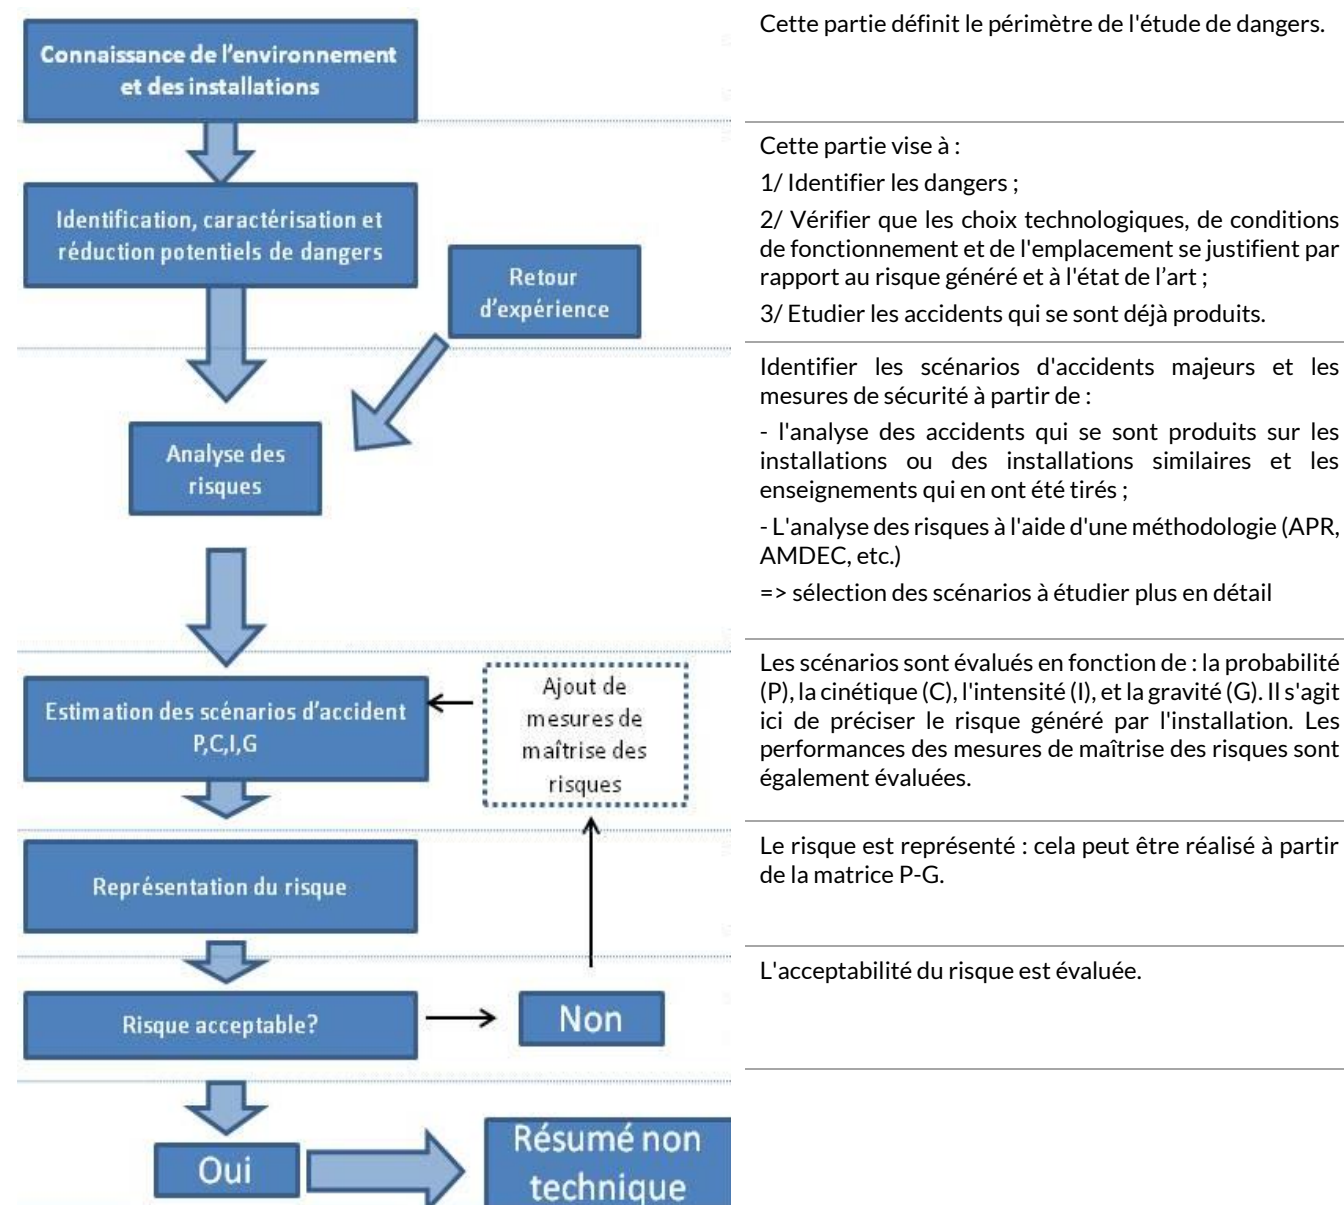 Connaissance de l'environnement
et des installations
Cette partie définit le périmètre de l'étude de dangers.
Identification, caractérisation et
réduction potentiels de dangers
Retour
d'expérience
Cette partie vise à :
1/ Identifier les dangers ;
2/ Vérifier que les choix technologiques, de conditions
de fonctionnement et de l'emplacement se justifient par
rapport au risque généré et à l'état de l’art ;
3/ Etudier les accidents qui se sont déjà produits.
Analyse des
risques
Identifier les scénarios d'accidents majeurs et les
mesures de sécurité à partir de :
- l'analyse des accidents qui se sont produits sur les
installations ou des installations similaires et les
enseignements qui en ont été tirés ;
- L'analyse des risques à l'aide d'une méthodologie (APR,
AMDEC, etc.)
=> sélection des scénarios à étudier plus en détail
Estimation des scénarios d'accident
P,C,I,G
Ajout de
mesures de
maîtrise des
risques
Les scénarios sont évalués en fonction de : la probabilité
(P), la cinétique (C), l'intensité (I), et la gravité (G). Il s'agit
ici de préciser le risque généré par l'installation. Les
performances des mesures de maîtrise des risques sont
également évaluées.
Représentation du risque
Le risque est représenté : cela peut être réalisé à partir
de la matrice P-G.
Risque acceptable?
Non
L'acceptabilité du risque est évaluée.
Oui
Résumé non
technique